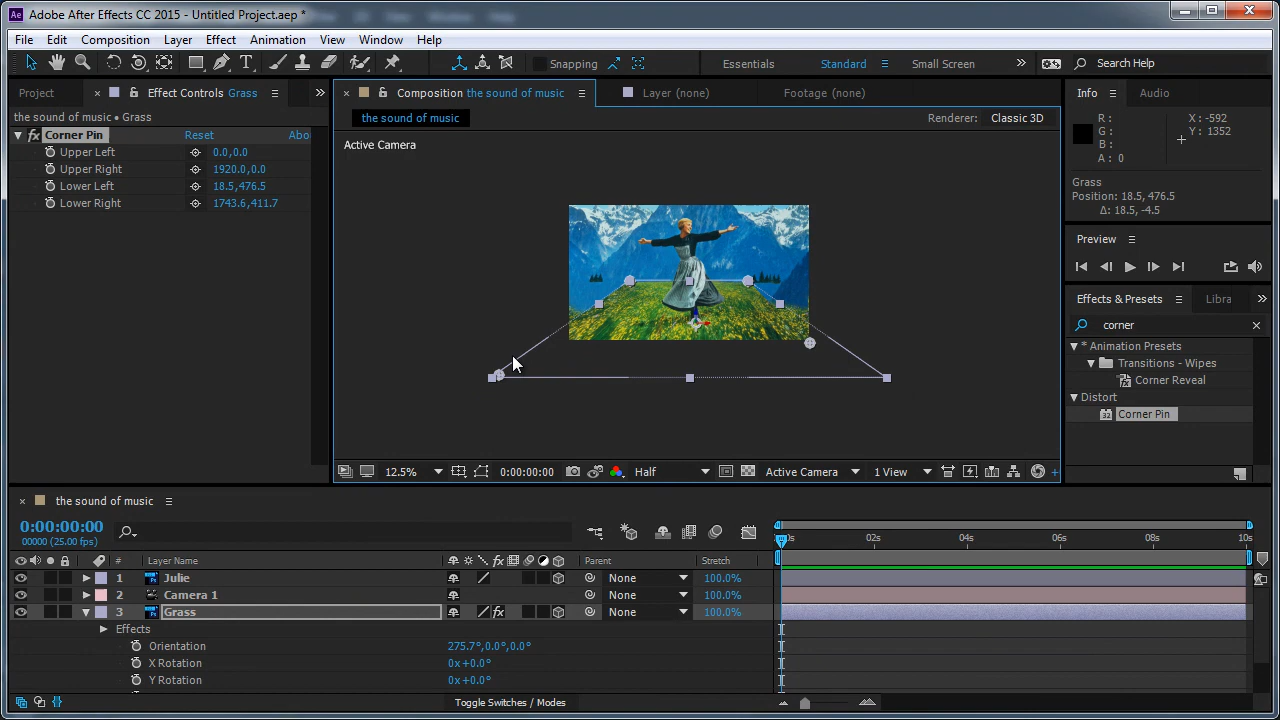 Adobe After Effects CC 2015 - Untitled Project.aep *
File Edit Composition Layer Effect Animation View Window Help
Snapping Essentials Standard Small Screen » Search Help
Project × Effect Controls Grass »
the sound of music • Grass
fx Corner Pin Reset Abo
Upper Left 0.0,0.0
Upper Right 1920.0,0.0
Lower Left 18.5,476.5
Lower Right 1743.6,411.7
× Composition the sound of music Layer (none) Footage (none)
the sound of music Renderer: Classic 3D
Active Camera
12.5% 0:00:00:00 Half Active Camera 1 View
Info Audio
R : X : -592
G : Y : 1352
B :
A : 0
Grass
Position: 18.5, 476.5
Δ: 18.5, -4.5
Preview
Effects & Presets Libra »
corner ×
* Animation Presets
Transitions - Wipes
Corner Reveal
Distort
Corner Pin
× the sound of music
0:00:00:00
00000 (25.00 fps)
02s 04s 06s 08s 10s
# Layer Name fx Parent Stretch
1 Julie None 100.0%
2 Camera 1 None 100.0%
3 Grass fx None 100.0%
Effects
Orientation 275.7°,0.0°,0.0°
X Rotation 0x+0.0°
Y Rotation 0x+0.0°
Toggle Switches / Modes